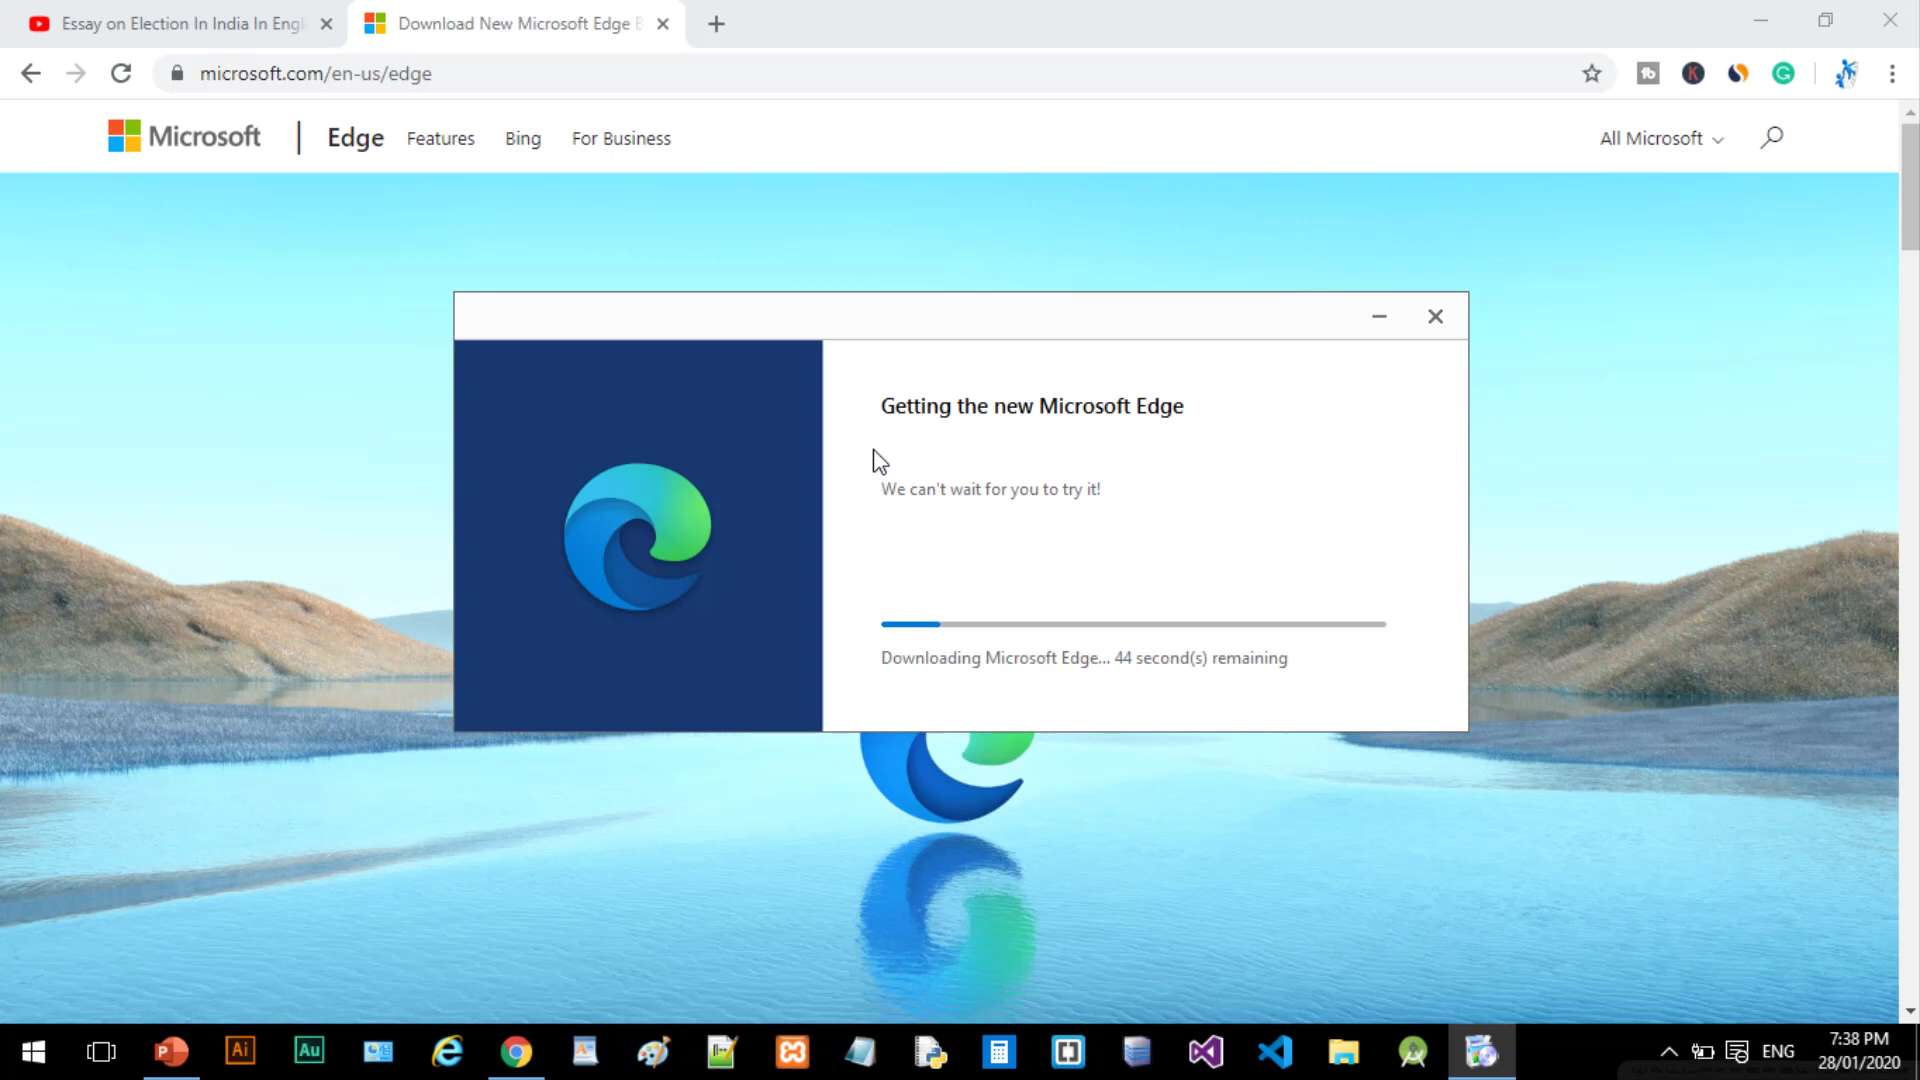 Essay on Election In India In Engl
Download New Microsoft Edge B
microsoft.com/en-us/edge
Microsoft
Edge
Features
Bing
For Business
All Microsoft
Getting the new Microsoft Edge
We can't wait for you to try it!
Downloading Microsoft Edge... 44 second(s) remaining
Ai
Au
ENG
7:38 PM
28/01/2020